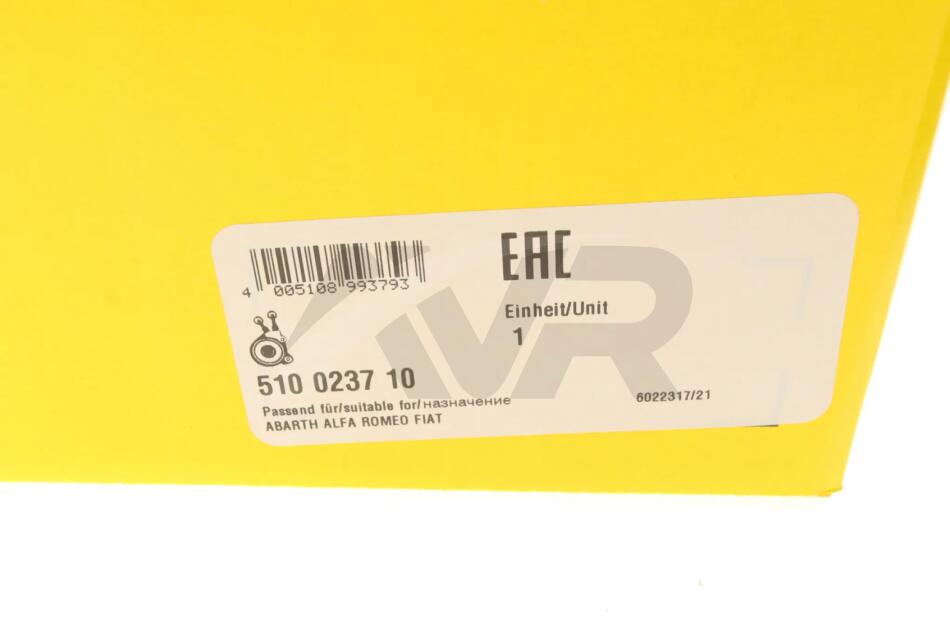 EAC
4 005108 993793
Einheit/Unit
1
510 0237 10
Passend für/suitable for/назначение
6022317/21
ABARTH ALFA ROMEO FIAT
VR